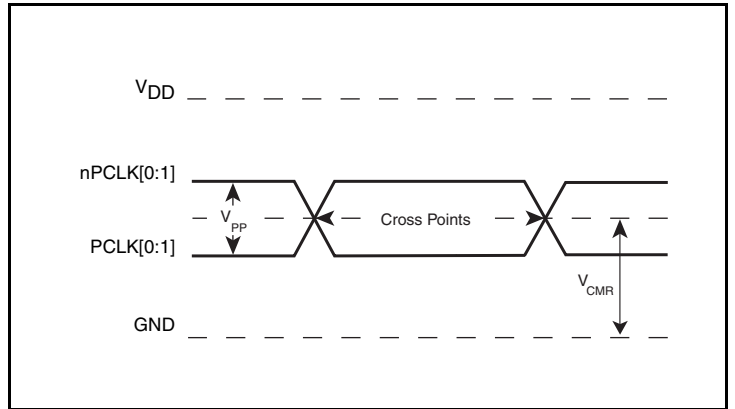 VDD
nPCLK[0:1]
VPP
Cross Points
PCLK[0:1]
VCMR
GND